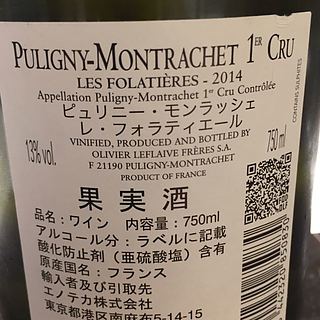 PULIGNY-MONTRACHET 1ER CRU
LES FOLATIÈRES - 2014
Appellation Puligny-Montrachet 1er Cru Contrôlée
ピュリニー・モンラッシェ
レ・フォラティエール
VINIFIED, PRODUCED AND BOTTLED BY
OLIVIER LEFLAIVE FRÈRES S.A.
F 21190 PULIGNY-MONTRACHET
PRODUCT OF FRANCE
13% vol.
750 ml
CONTAINS SULPHITES
果実酒
品名：ワイン 内容量：750ml
アルコール分：ラベルに記載
酸化防止剤（亜硫酸塩）含有
原産国名：フランス
輸入者及び引取先
エノテカ株式会社
東京都港区南麻布5-14-15